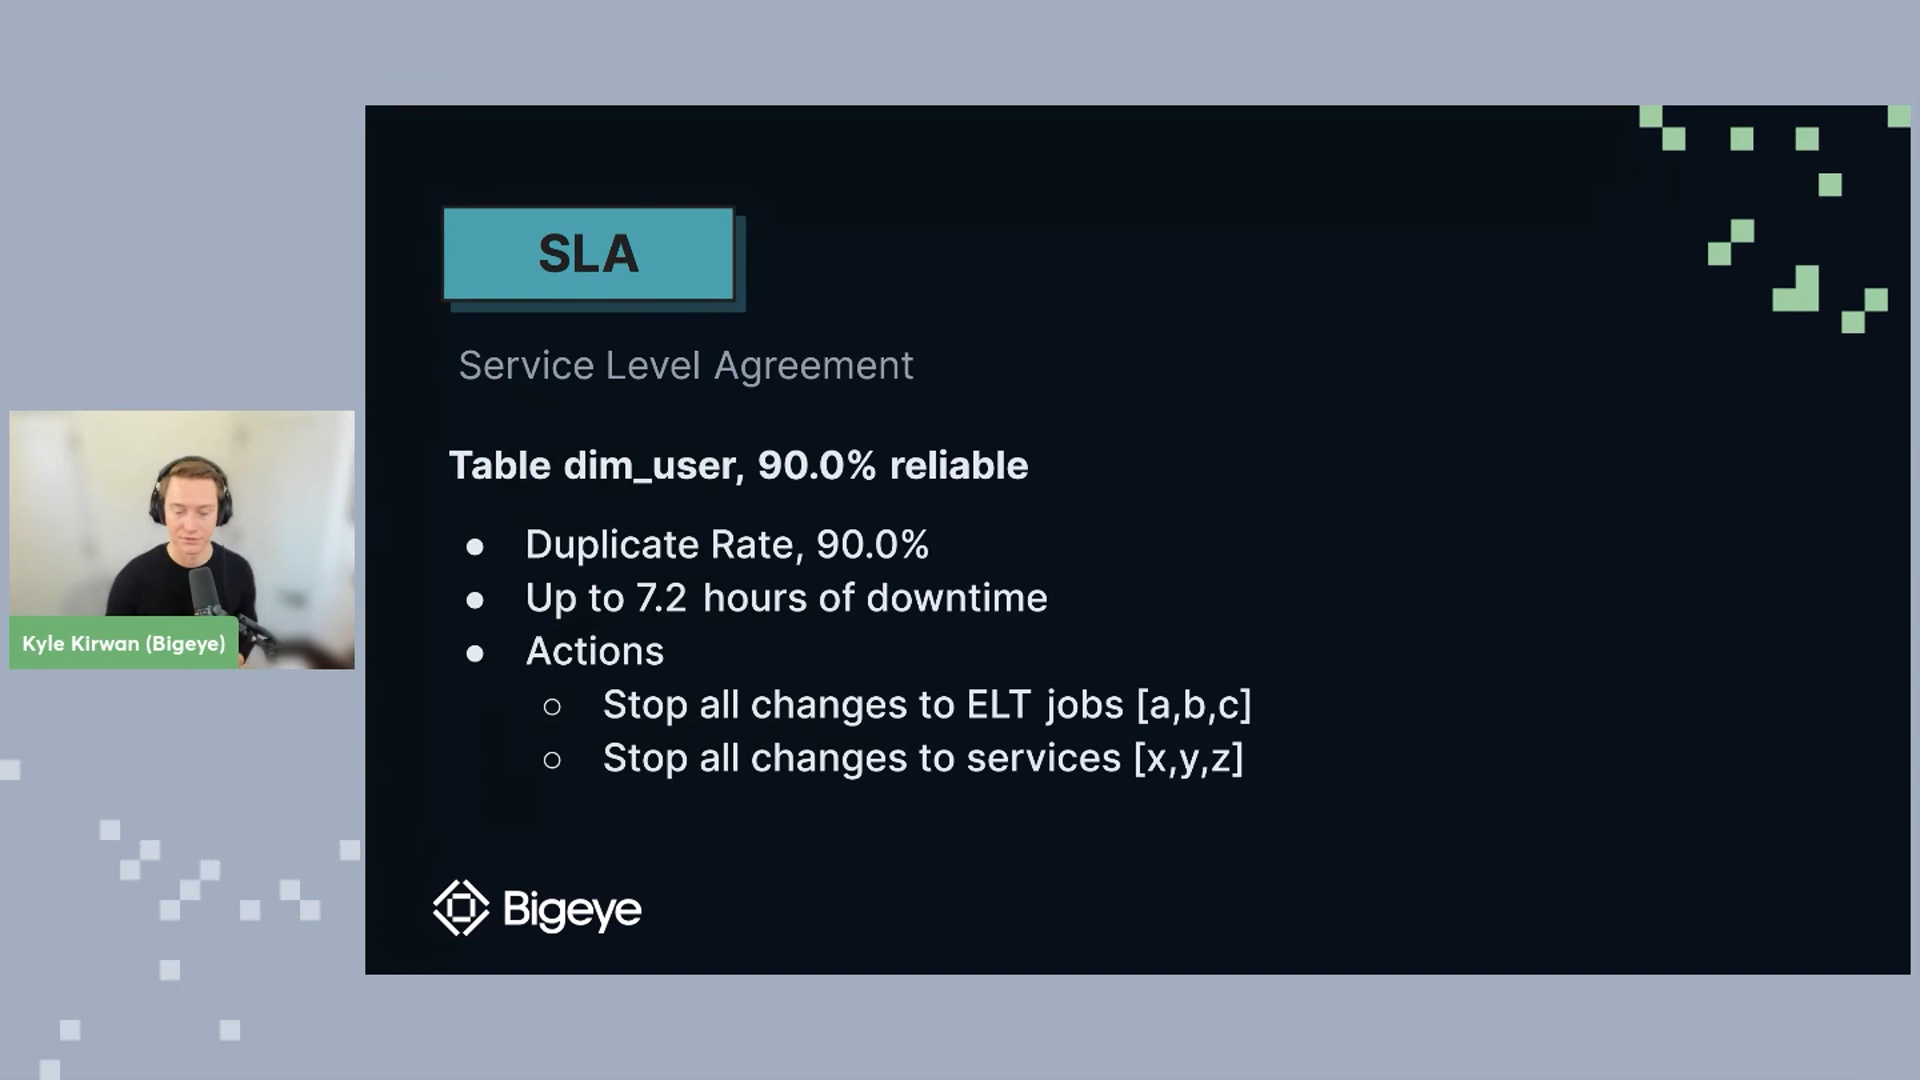 SLA
Service Level Agreement
Table dim_user, 90.0% reliable
● Duplicate Rate, 90.0%
● Up to 7.2 hours of downtime
● Actions
○ Stop all changes to ELT jobs [a,b,c]
○ Stop all changes to services [x,y,z]
Kyle Kirwan (Bigeye)
Bigeye